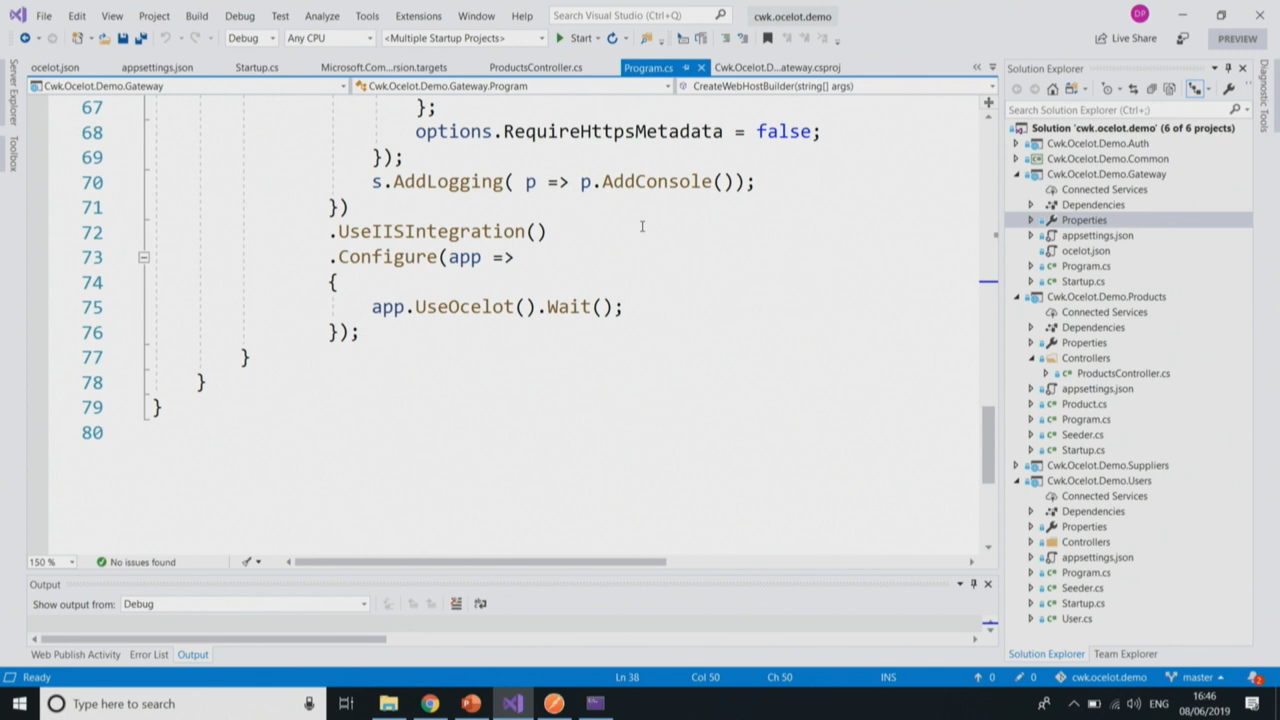 File Edit View Project Build Debug Test Analyze Tools Extensions Window Help Search Visual Studio (Ctrl+Q) cwk.ocelot.demo DP
Debug Any CPU <Multiple Startup Projects> Start Live Share PREVIEW
ocelot.json appsettings.json Startup.cs Microsoft.Com...rsion.targets ProductsController.cs Program.cs Cwk.Ocelot.D...ateway.csproj
Cwk.Ocelot.Demo.Gateway Cwk.Ocelot.Demo.Gateway.Program CreateWebHostBuilder(string[] args)
Server Explorer
Toolbox
67 };
68 options.RequireHttpsMetadata = false;
69 });
70 s.AddLogging( p => p.AddConsole());
71 })
72 .UseIISIntegration()
73 .Configure(app =>
74 {
75 app.UseOcelot().Wait();
76 });
77 }
78 }
79 }
80
150 % No issues found
Output
Show output from: Debug
Web Publish Activity Error List Output
Solution Explorer
Search Solution Explorer (Ctrl+;)
Solution 'cwk.ocelot.demo' (6 of 6 projects)
Cwk.Ocelot.Demo.Auth
Cwk.Ocelot.Demo.Common
Cwk.Ocelot.Demo.Gateway
Connected Services
Dependencies
Properties
appsettings.json
ocelot.json
Program.cs
Startup.cs
Cwk.Ocelot.Demo.Products
Connected Services
Dependencies
Properties
Controllers
ProductsController.cs
appsettings.json
Product.cs
Program.cs
Seeder.cs
Startup.cs
Cwk.Ocelot.Demo.Suppliers
Cwk.Ocelot.Demo.Users
Connected Services
Dependencies
Properties
Controllers
appsettings.json
Program.cs
Seeder.cs
Startup.cs
User.cs
Solution Explorer Team Explorer
Diagnostic Tools
Ready Ln 38 Col 50 Ch 50 INS 0 0 cwk.ocelot.demo master 2
Type here to search ENG 16:46
08/06/2019